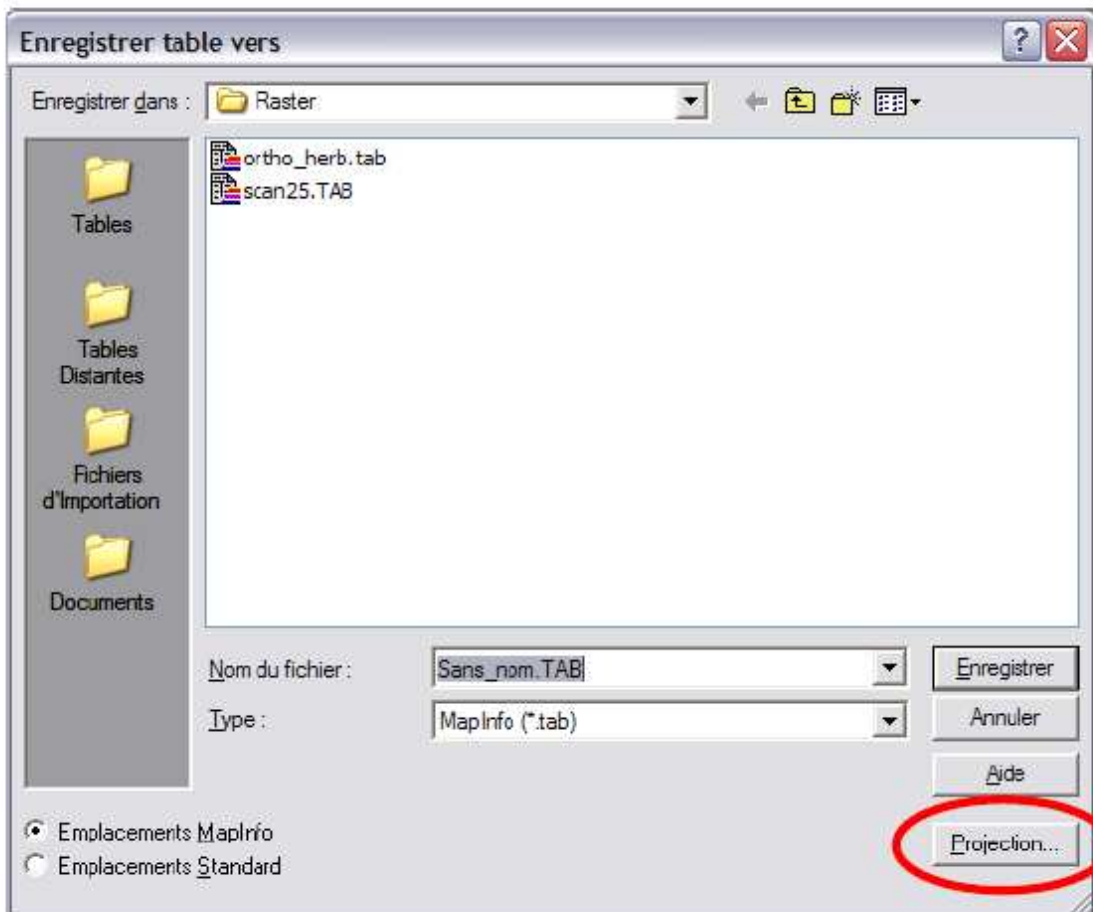 Enregistrer table vers
Enregistrer dans :
Raster
ortho_herb.tab
scan25.TAB
Tables
Tables
Distantes
Fichiers
d'Importation
Documents
Nom du fichier :
Sans_nom.TAB
Enregistrer
Type :
MapInfo (*.tab)
Annuler
Aide
Emplacements MapInfo
Projection...
Emplacements Standard